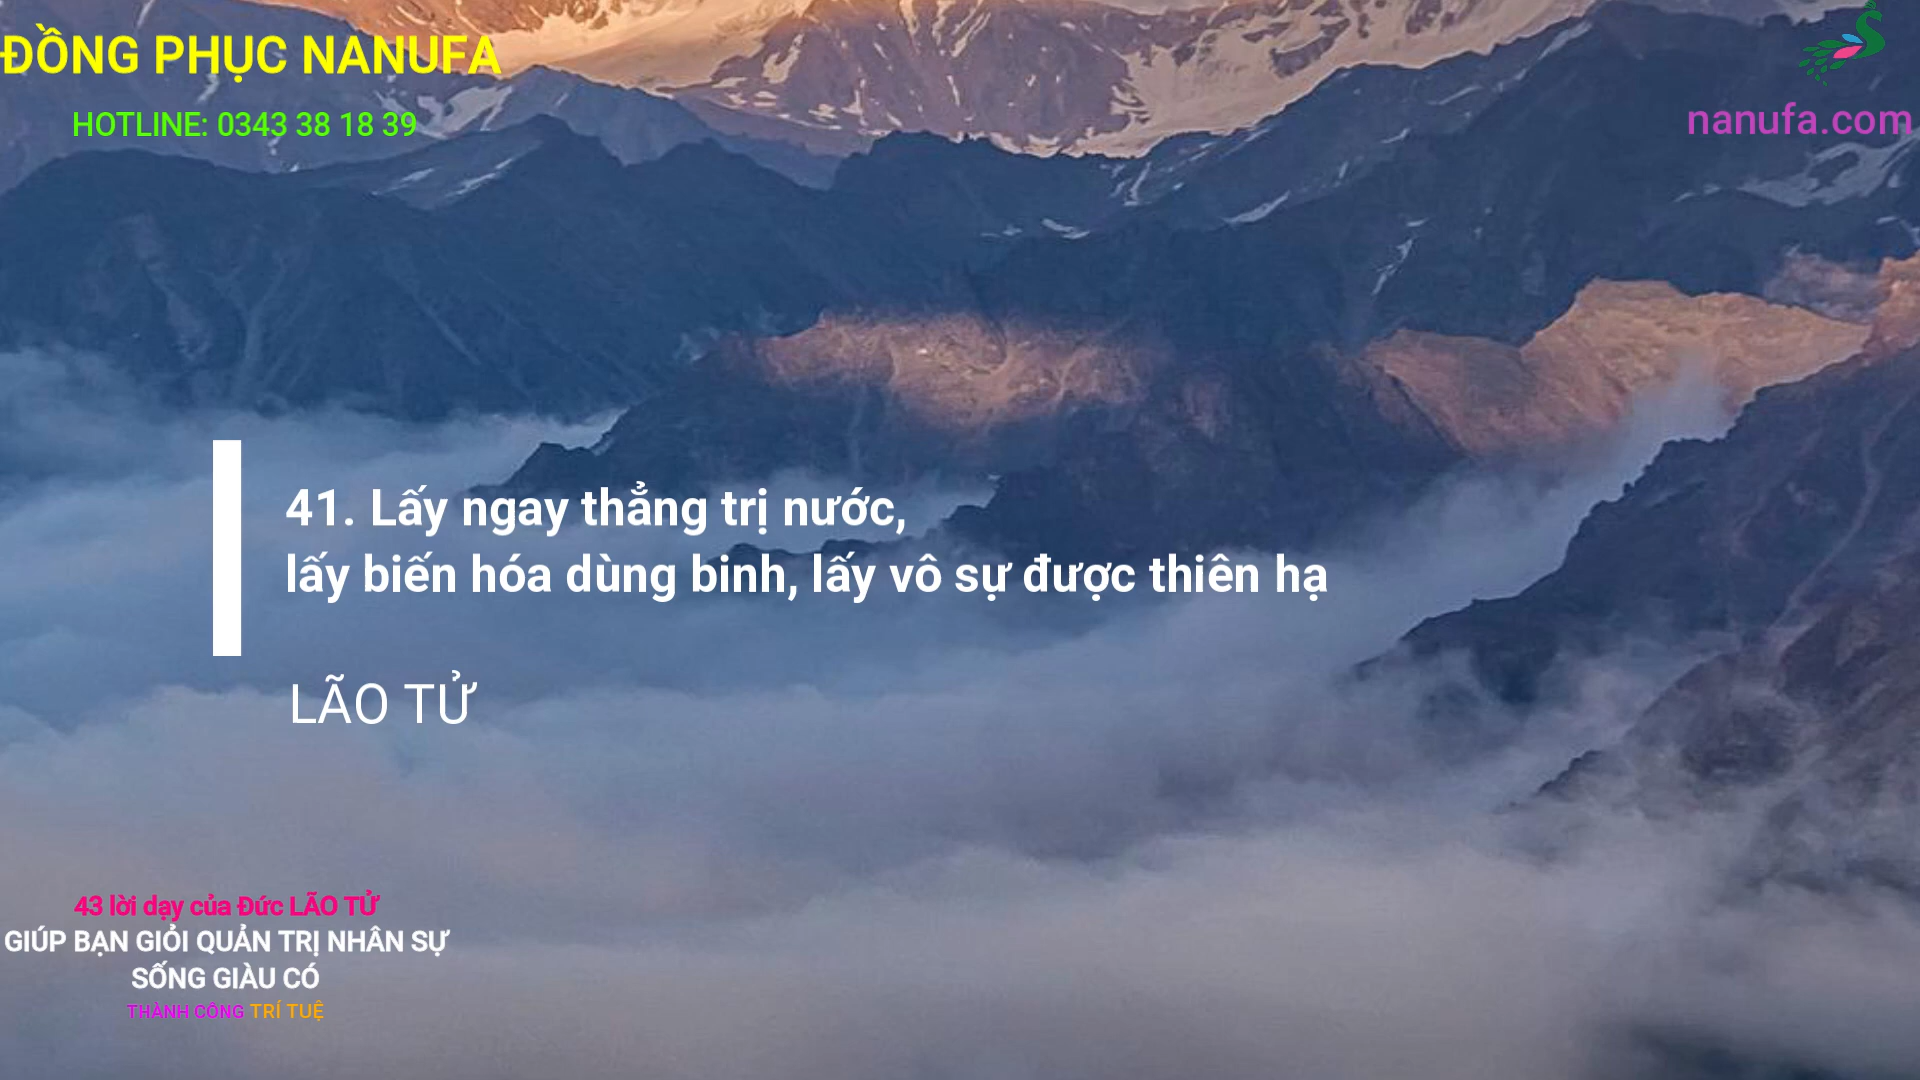 ĐỒNG PHỤC NANUFA
HOTLINE: 0343 38 18 39
nanufa.com
41. Lấy ngay thẳng trị nước,
lấy biến hóa dùng binh, lấy vô sự được thiên hạ
LÃO TỬ
43 lời dạy của Đức LÃO TỬ
GIÚP BẠN GIỎI QUẢN TRỊ NHÂN SỰ
SỐNG GIÀU CÓ
THÀNH CÔNG TRÍ TUỆ